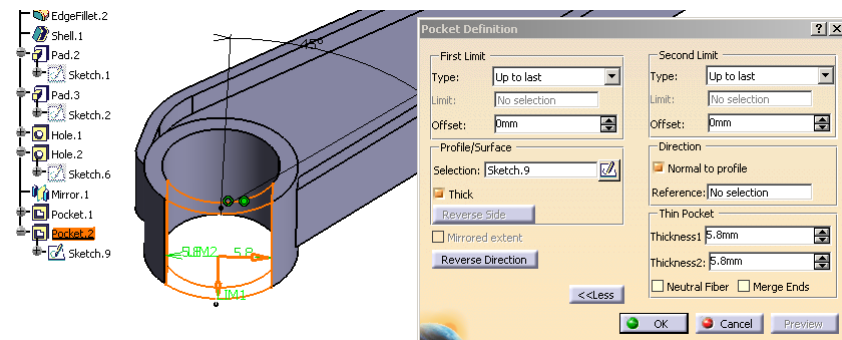 EdgeFillet.2
Shell.1
Pad.2
Sketch.1
Pad.3
Sketch.2
Hole.1
Hole.2
Sketch.6
Mirror.1
Pocket.1
Pocket.2
Sketch.9
45°
5.8
LIM1
Pocket Definition
First Limit
Type: Up to last
Limit: No selection
Offset: 0mm
Profile/Surface
Selection: Sketch.9
Thick
Reverse Side
Mirrored extent
Reverse Direction
<<Less
Second Limit
Type: Up to last
Limit: No selection
Offset: 0mm
Direction
Normal to profile
Reference: No selection
Thin Pocket
Thickness1 5.8mm
Thickness2: 5.8mm
Neutral Fiber Merge Ends
OK Cancel Preview